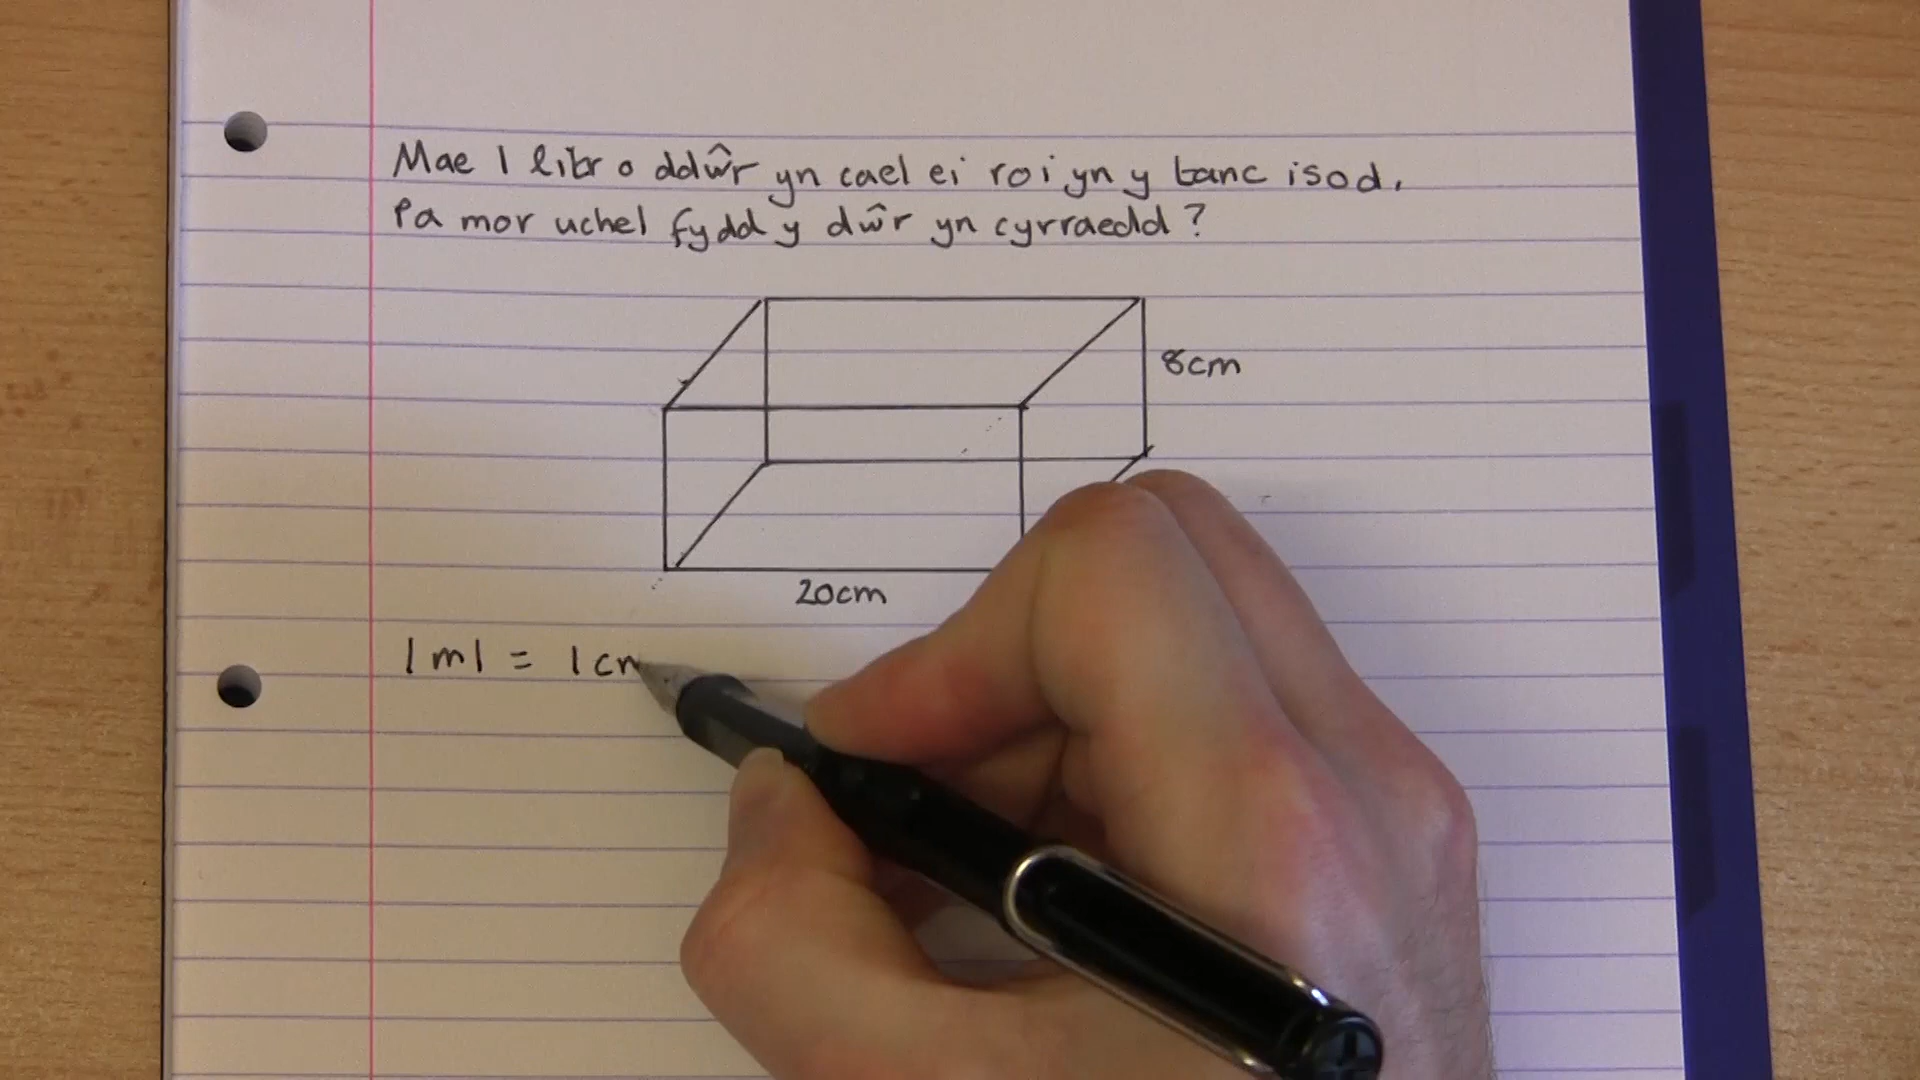 Mae 1 litr o ddŵr yn cael ei roi yn y tanc isod.
Pa mor uchel fydd y dŵr yn cyrraedd?
8cm
20cm
1ml = 1cm